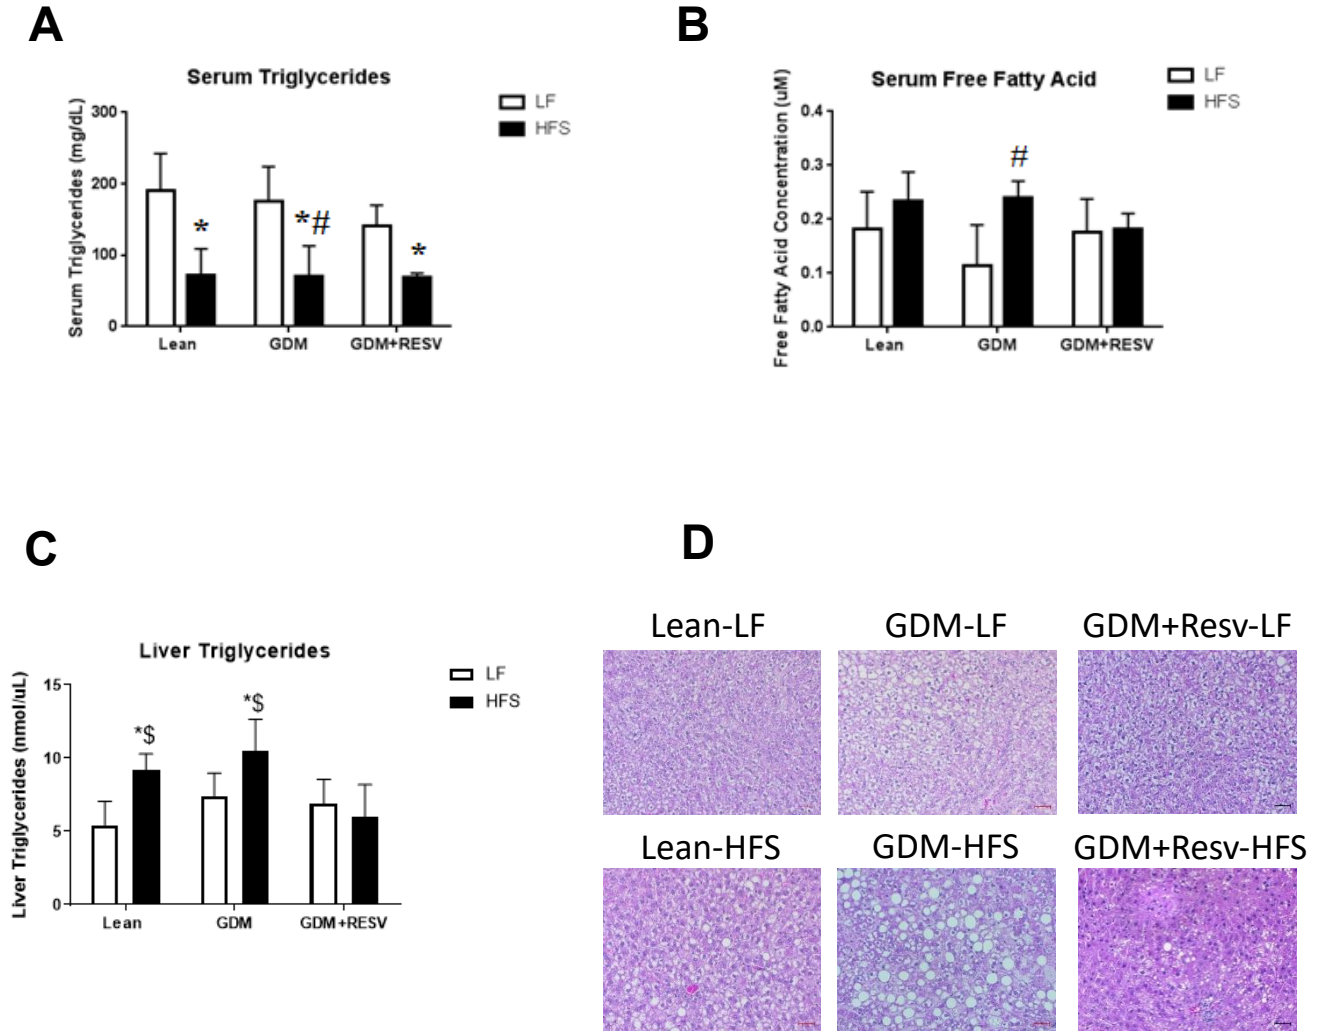 A
Serum Triglycerides
LF
HFS
Serum Triglycerides (mg/dL)
300
200
100
0
*
*#
*
Lean
GDM
GDM+RESV
B
Serum Free Fatty Acid
LF
HFS
Free Fatty Acid Concentration (uM)
0.4
0.3
0.2
0.1
0.0
#
Lean
GDM
GDM+RESV
C
Liver Triglycerides
LF
HFS
Liver Triglycerides (nmol/uL)
15
10
5
0
*$
*$
Lean
GDM
GDM+RESV
D
Lean-LF
GDM-LF
GDM+Resv-LF
Lean-HFS
GDM-HFS
GDM+Resv-HFS